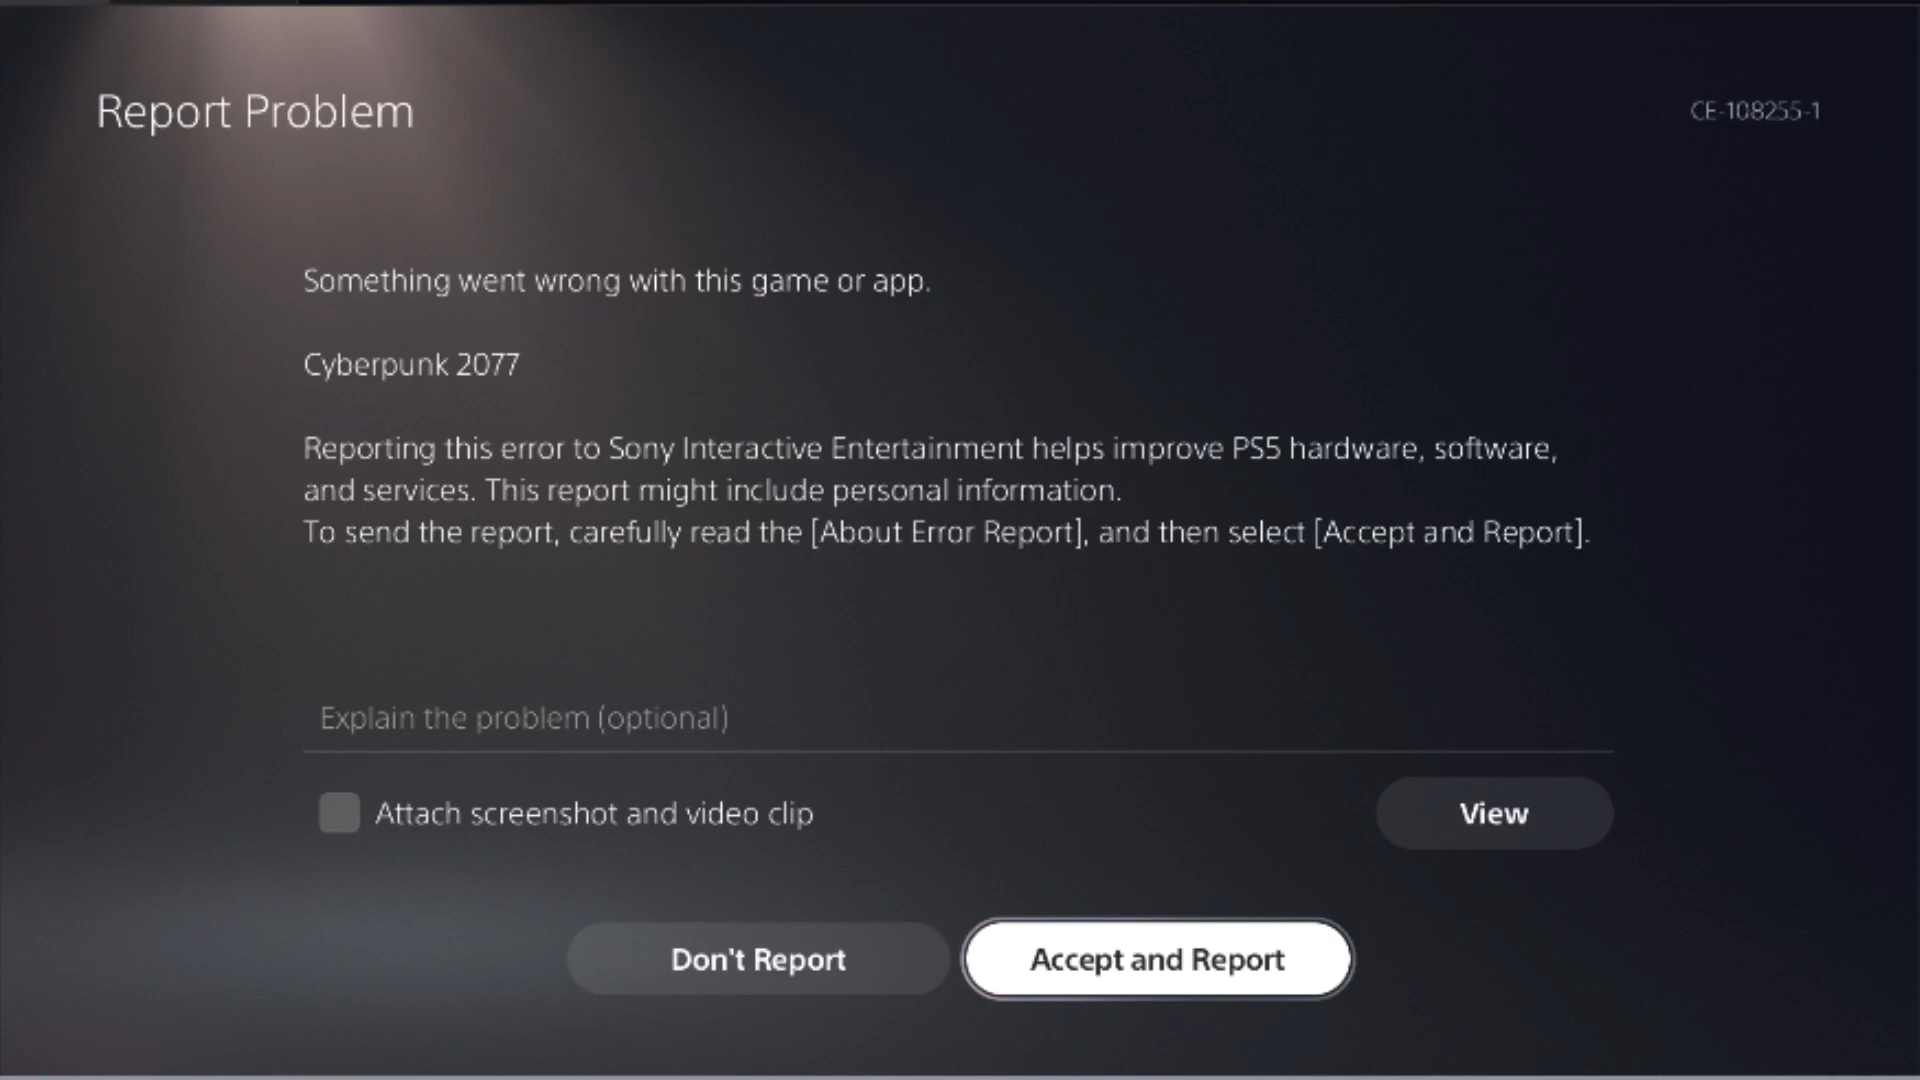 Report Problem
CE-108255-1
Something went wrong with this game or app.
Cyberpunk 2077
Reporting this error to Sony Interactive Entertainment helps improve PS5 hardware, software,
and services. This report might include personal information.
To send the report, carefully read the [About Error Report], and then select [Accept and Report].
Explain the problem (optional)
Attach screenshot and video clip
View
Don't Report
Accept and Report